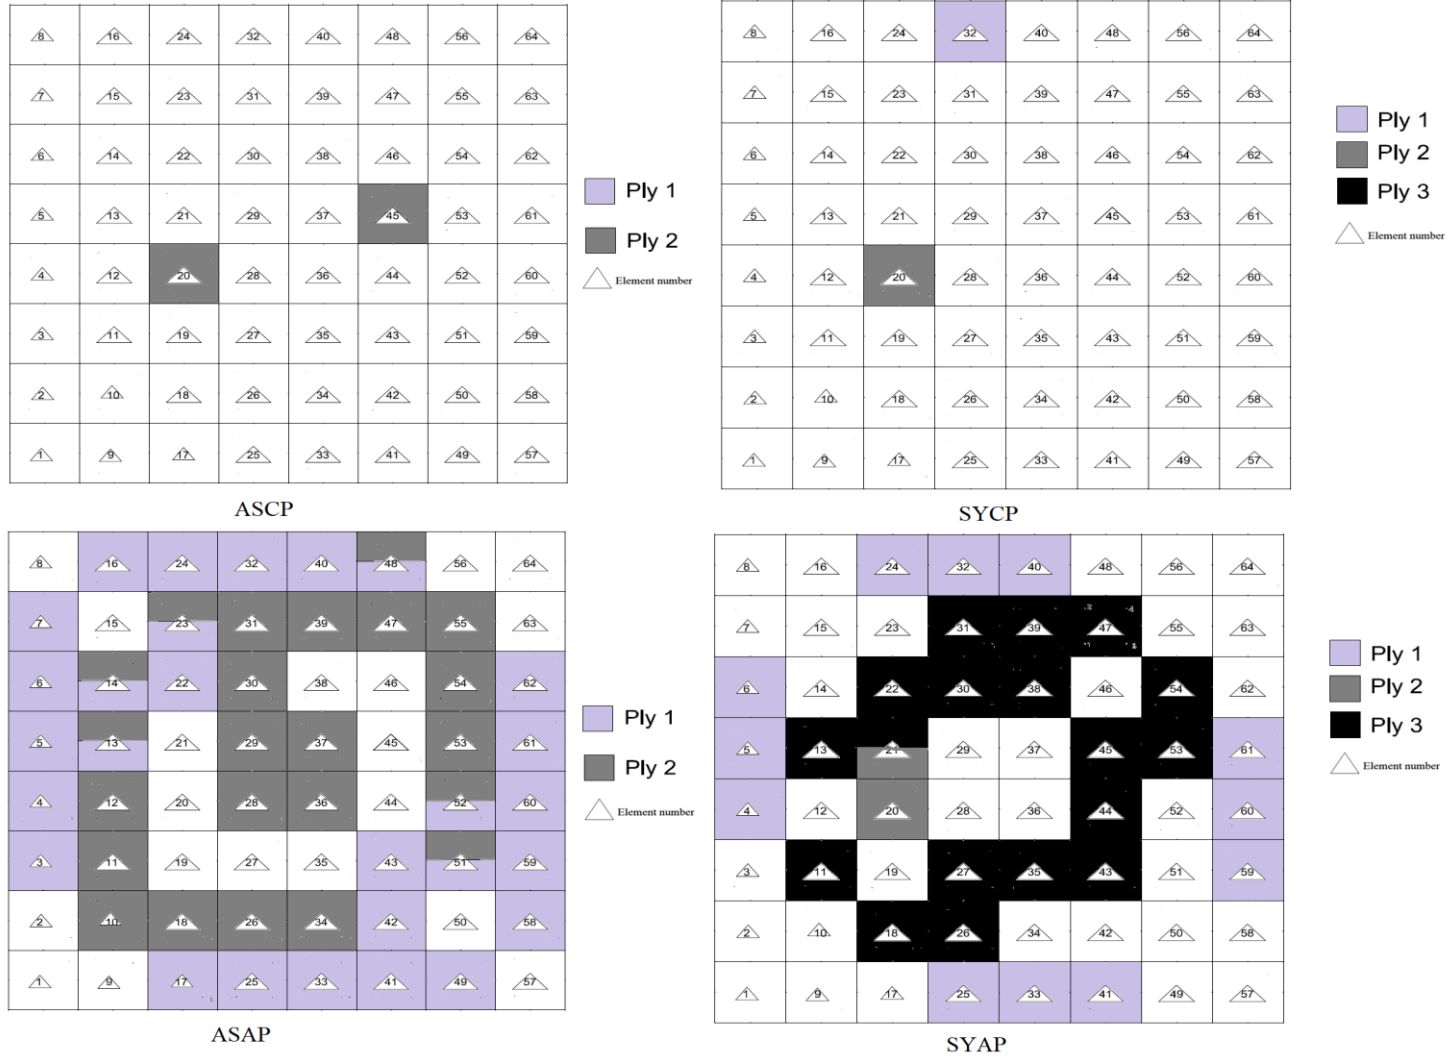 8 16 24 32 40 48 56 64
7 15 23 31 39 47 55 63
6 14 22 30 38 46 54 62
5 13 21 29 37 45 53 61
4 12 20 28 36 44 52 60
3 11 19 27 35 43 51 59
2 10 18 26 34 42 50 58
1 9 17 25 33 41 49 57
Ply 1
Ply 2
Element number
ASCP
8 16 24 32 40 48 56 64
7 15 23 31 39 47 55 63
6 14 22 30 38 46 54 62
5 13 21 29 37 45 53 61
4 12 20 28 36 44 52 60
3 11 19 27 35 43 51 59
2 10 18 26 34 42 50 58
1 9 17 25 33 41 49 57
Ply 1
Ply 2
Ply 3
Element number
SYCP
8 16 24 32 40 48 56 64
7 15 23 31 39 47 55 63
6 14 22 30 38 46 54 62
5 13 21 29 37 45 53 61
4 12 20 28 36 44 52 60
3 11 19 27 35 43 51 59
2 10 18 26 34 42 50 58
1 9 17 25 33 41 49 57
Ply 1
Ply 2
Element number
ASAP
8 16 24 32 40 48 56 64
7 15 23 31 39 47 55 63
6 14 22 30 38 46 54 62
5 13 21 29 37 45 53 61
4 12 20 28 36 44 52 60
3 11 19 27 35 43 51 59
2 10 18 26 34 42 50 58
1 9 17 25 33 41 49 57
Ply 1
Ply 2
Ply 3
Element number
SYAP